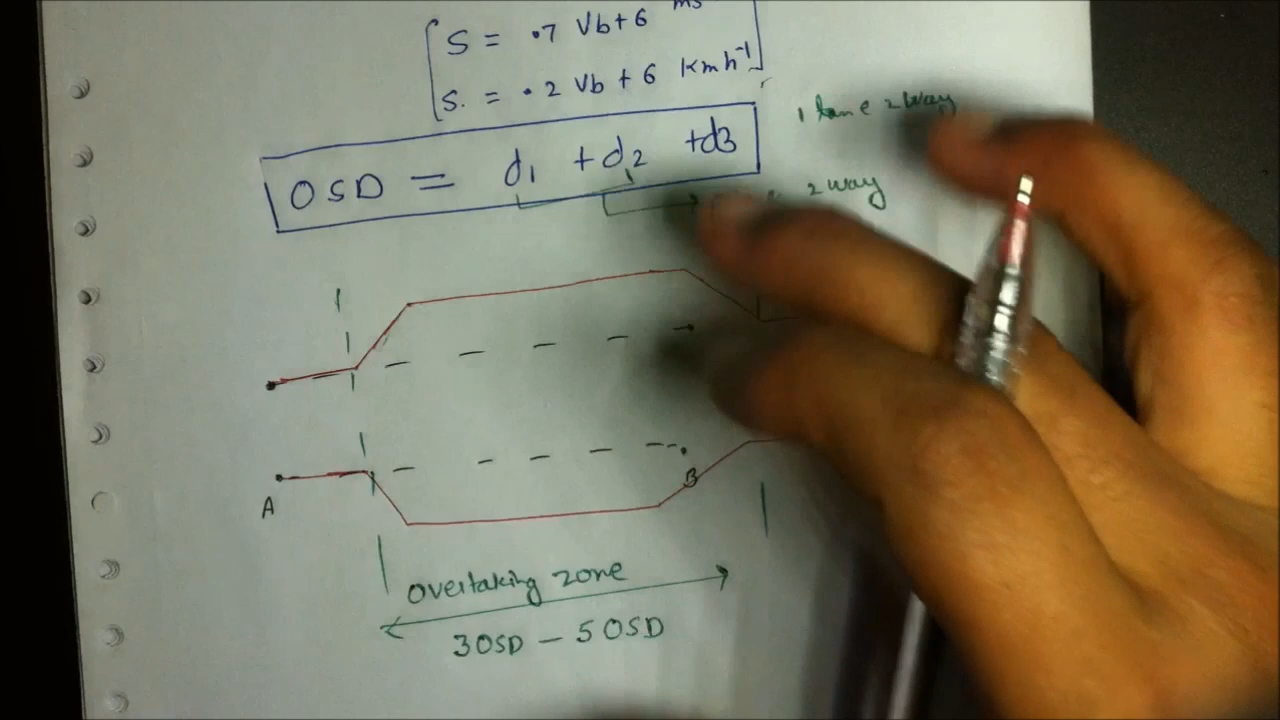 S = .7 Vb+6 ms
S. = .2 Vb + 6 Kmh⁻¹
1 lane 2 way
OSD = d1 + d2 + d3
2 way
A
B
overtaking zone
3OSD - 5OSD